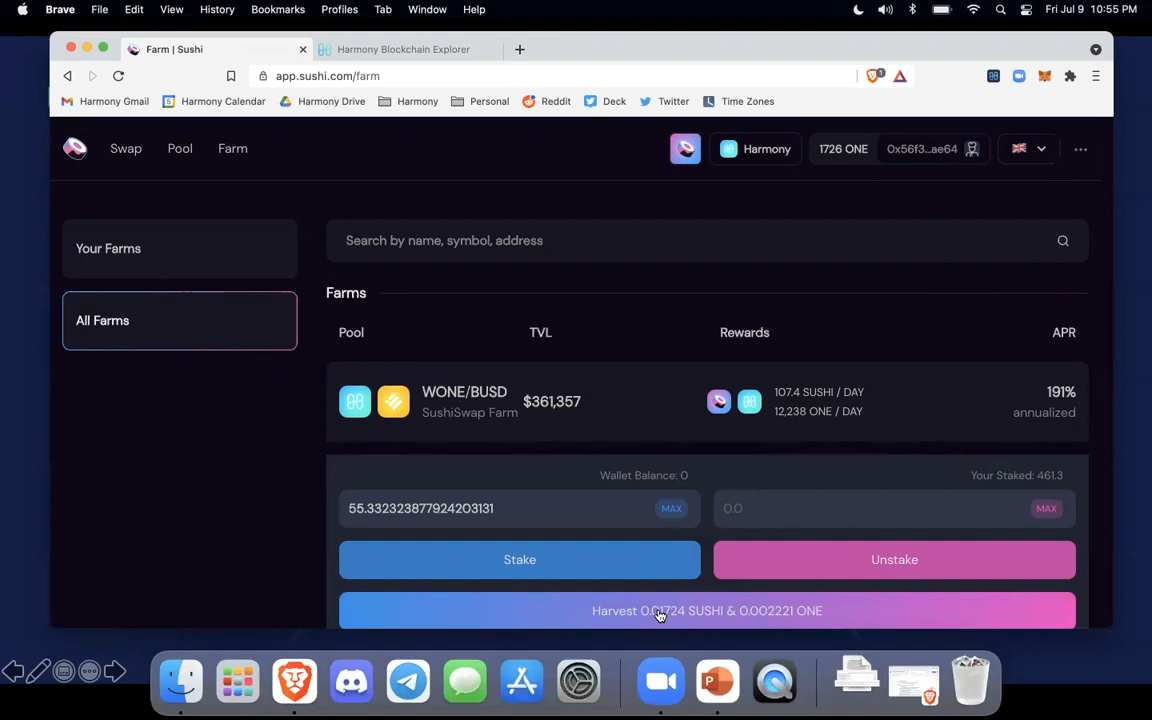 Brave File Edit View History Bookmarks Profiles Tab Window Help Fri Jul 9 10:55 PM
Farm | Sushi Harmony Blockchain Explorer
app.sushi.com/farm 1
Harmony Gmail Harmony Calendar Harmony Drive Harmony Personal Reddit Deck Twitter Time Zones
Swap Pool Farm Harmony 1726 ONE 0x56f3...ae64
Your Farms
All Farms
Search by name, symbol, address
Farms
Pool TVL Rewards APR
WONE/BUSD
SushiSwap Farm
$361,357
107.4 SUSHI / DAY
12,238 ONE / DAY
191%
annualized
Wallet Balance: 0 Your Staked: 461.3
55.332323877924203131 MAX 0.0 MAX
Stake Unstake
Harvest 0.01724 SUSHI & 0.002221 ONE